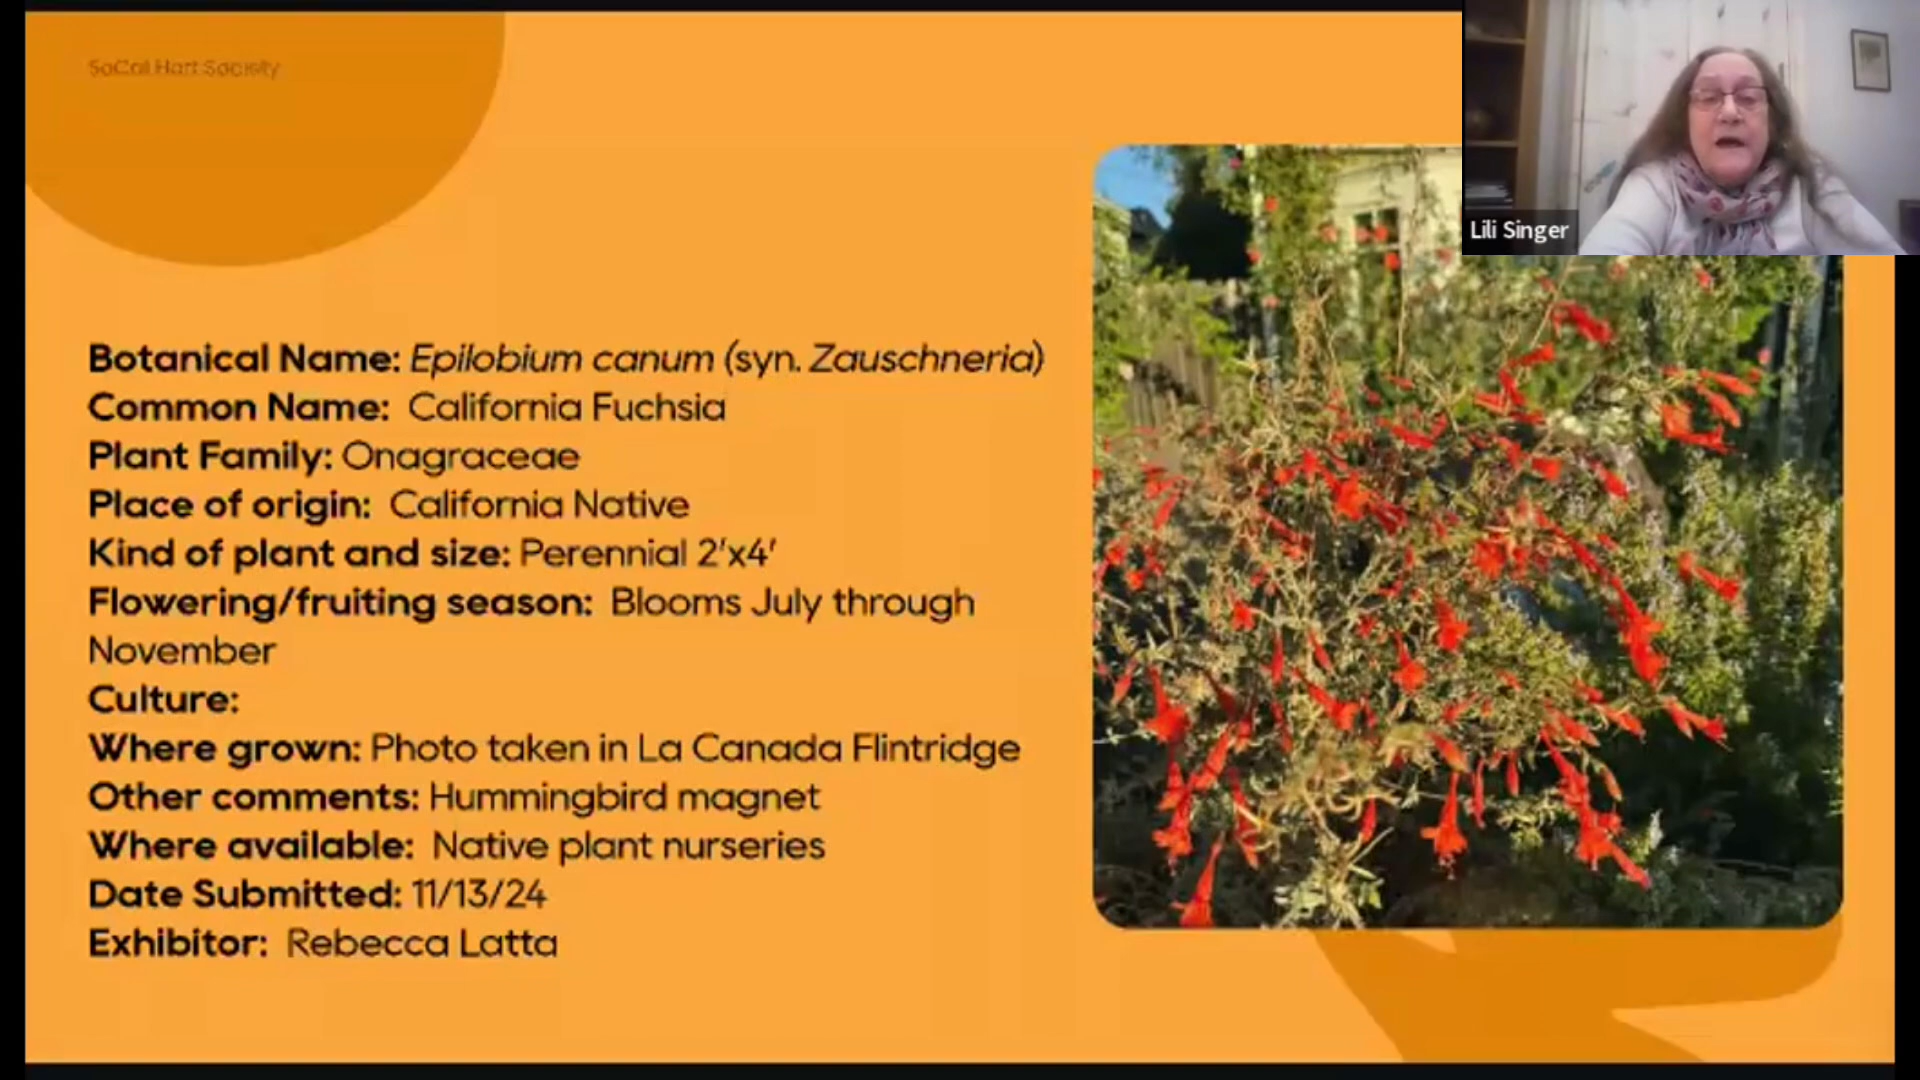 SoCal Hort Society
Lili Singer
Botanical Name: Epilobium canum (syn. Zauschneria)
Common Name: California Fuchsia
Plant Family: Onagraceae
Place of origin: California Native
Kind of plant and size: Perennial 2'x4'
Flowering/fruiting season: Blooms July through
November
Culture:
Where grown: Photo taken in La Canada Flintridge
Other comments: Hummingbird magnet
Where available: Native plant nurseries
Date Submitted: 11/13/24
Exhibitor: Rebecca Latta